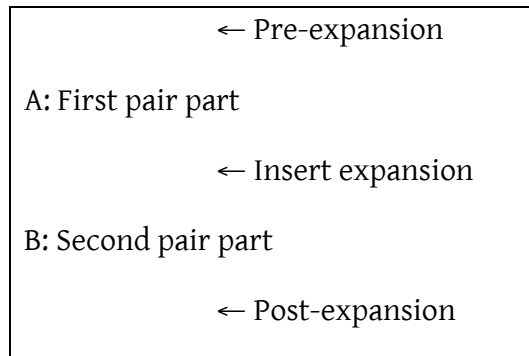 ← Pre-expansion
A: First pair part
← Insert expansion
B: Second pair part
← Post-expansion